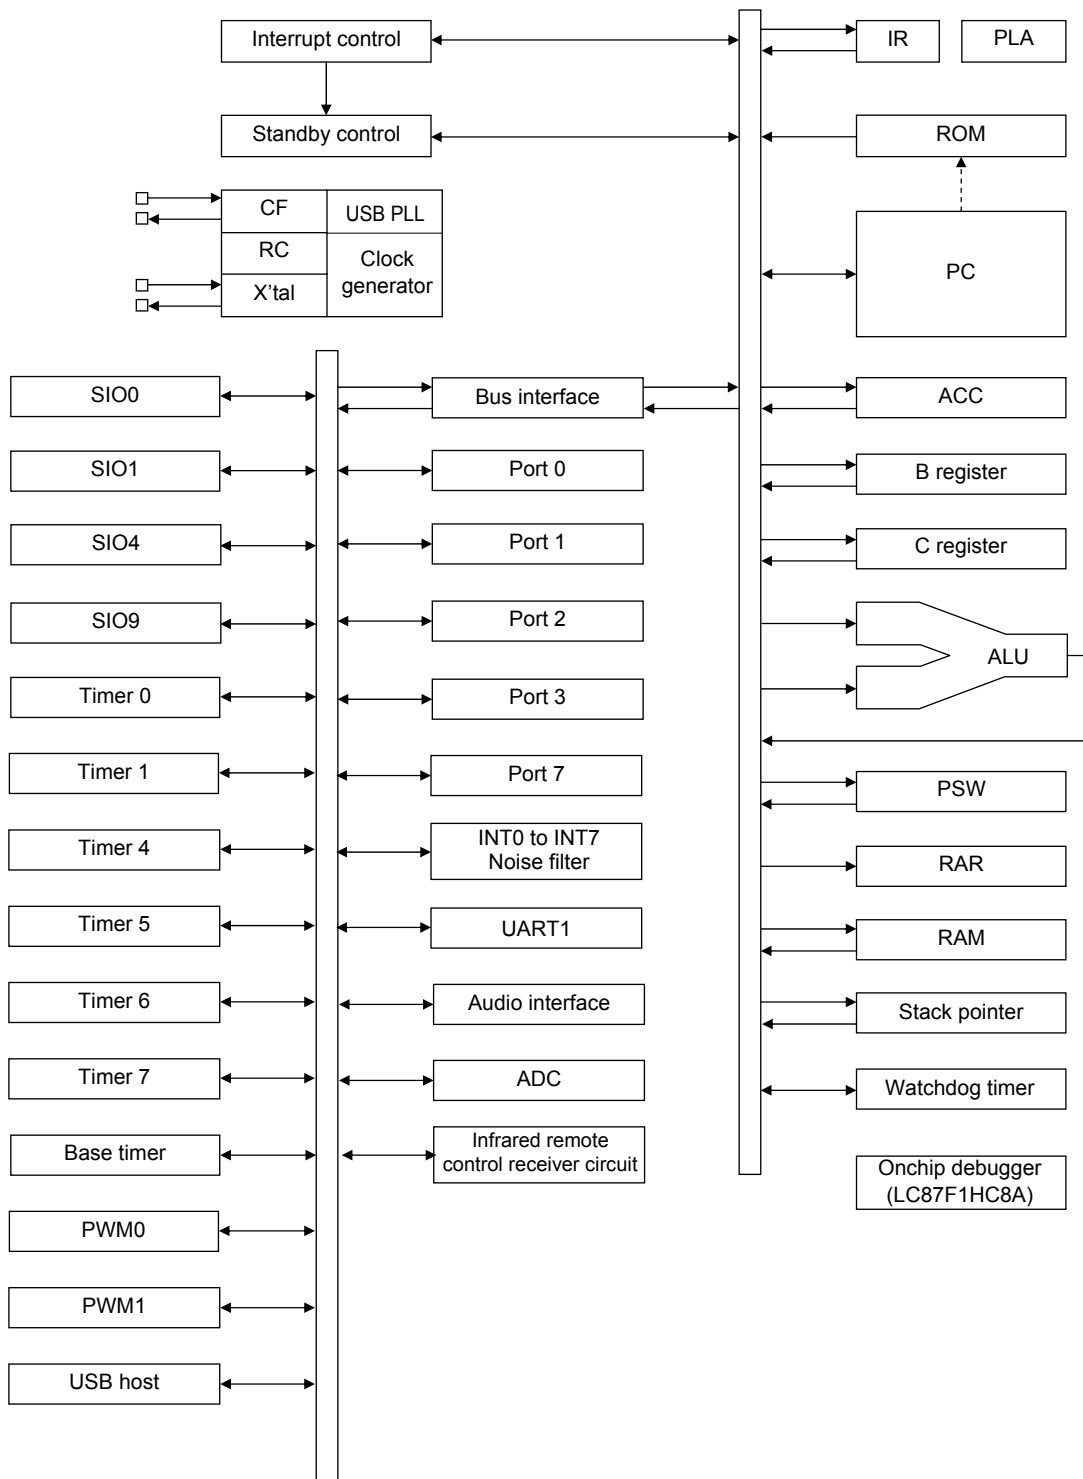 Interrupt control
IR
PLA
Standby control
ROM
CF
USB PLL
RC
Clock
generator
X'tal
PC
SIO0
Bus interface
ACC
SIO1
Port 0
B register
SIO4
Port 1
C register
SIO9
Port 2
ALU
Timer 0
Port 3
Timer 1
Port 7
PSW
Timer 4
INT0 to INT7
Noise filter
RAR
Timer 5
UART1
RAM
Timer 6
Audio interface
Stack pointer
Timer 7
ADC
Watchdog timer
Base timer
Infrared remote
control receiver circuit
Onchip debugger
(LC87F1HC8A)
PWM0
PWM1
USB host